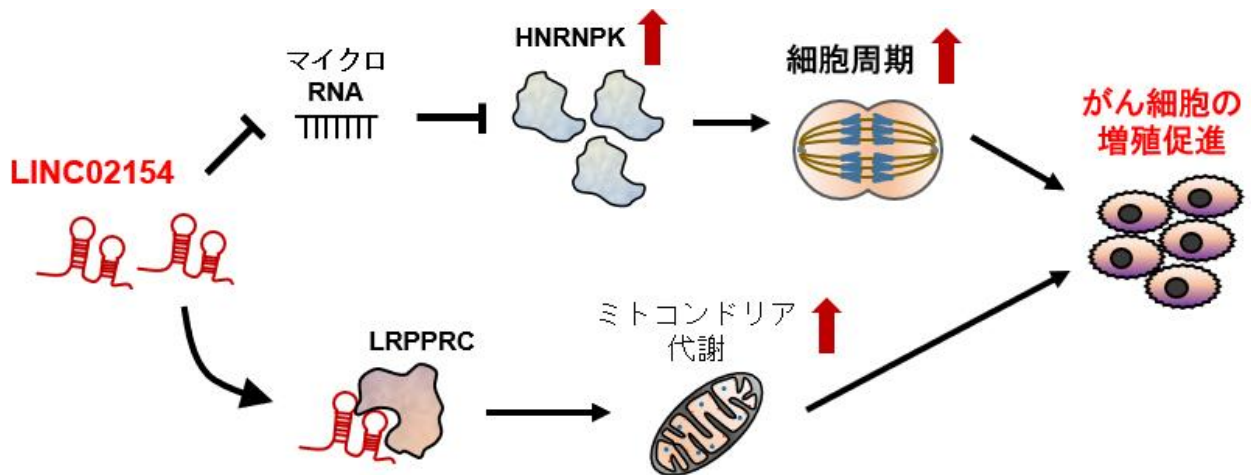 LINC02154
マイクロ
RNA
HNRNPK
細胞周期
がん細胞の
増殖促進
LRPPRC
ミトコンドリア
代謝